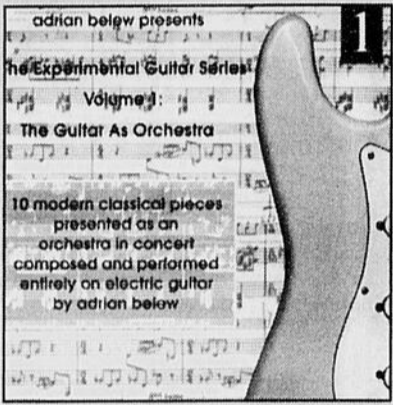 adrian belew presents
1
he Experimental Guitar Series
Volume 1:
The Guitar As Orchestra
10 modern classical pieces
presented as an
orchestra in concert
composed and performed
entirely on electric guitar
by adrian belew